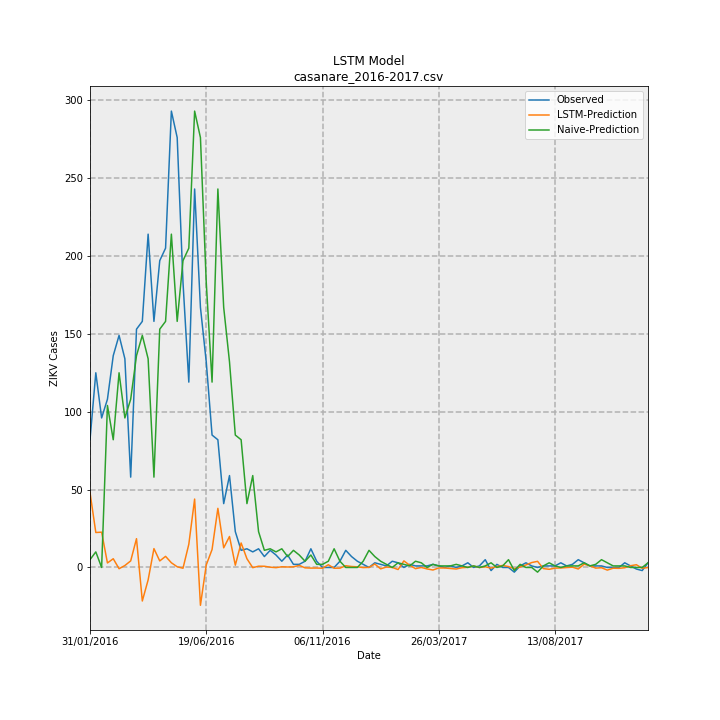 LSTM Model
casanare_2016-2017.csv
Observed
LSTM-Prediction
Naive-Prediction
300
250
200
150
100
50
0
ZIKV Cases
31/01/2016 19/06/2016 06/11/2016 26/03/2017 13/08/2017
Date